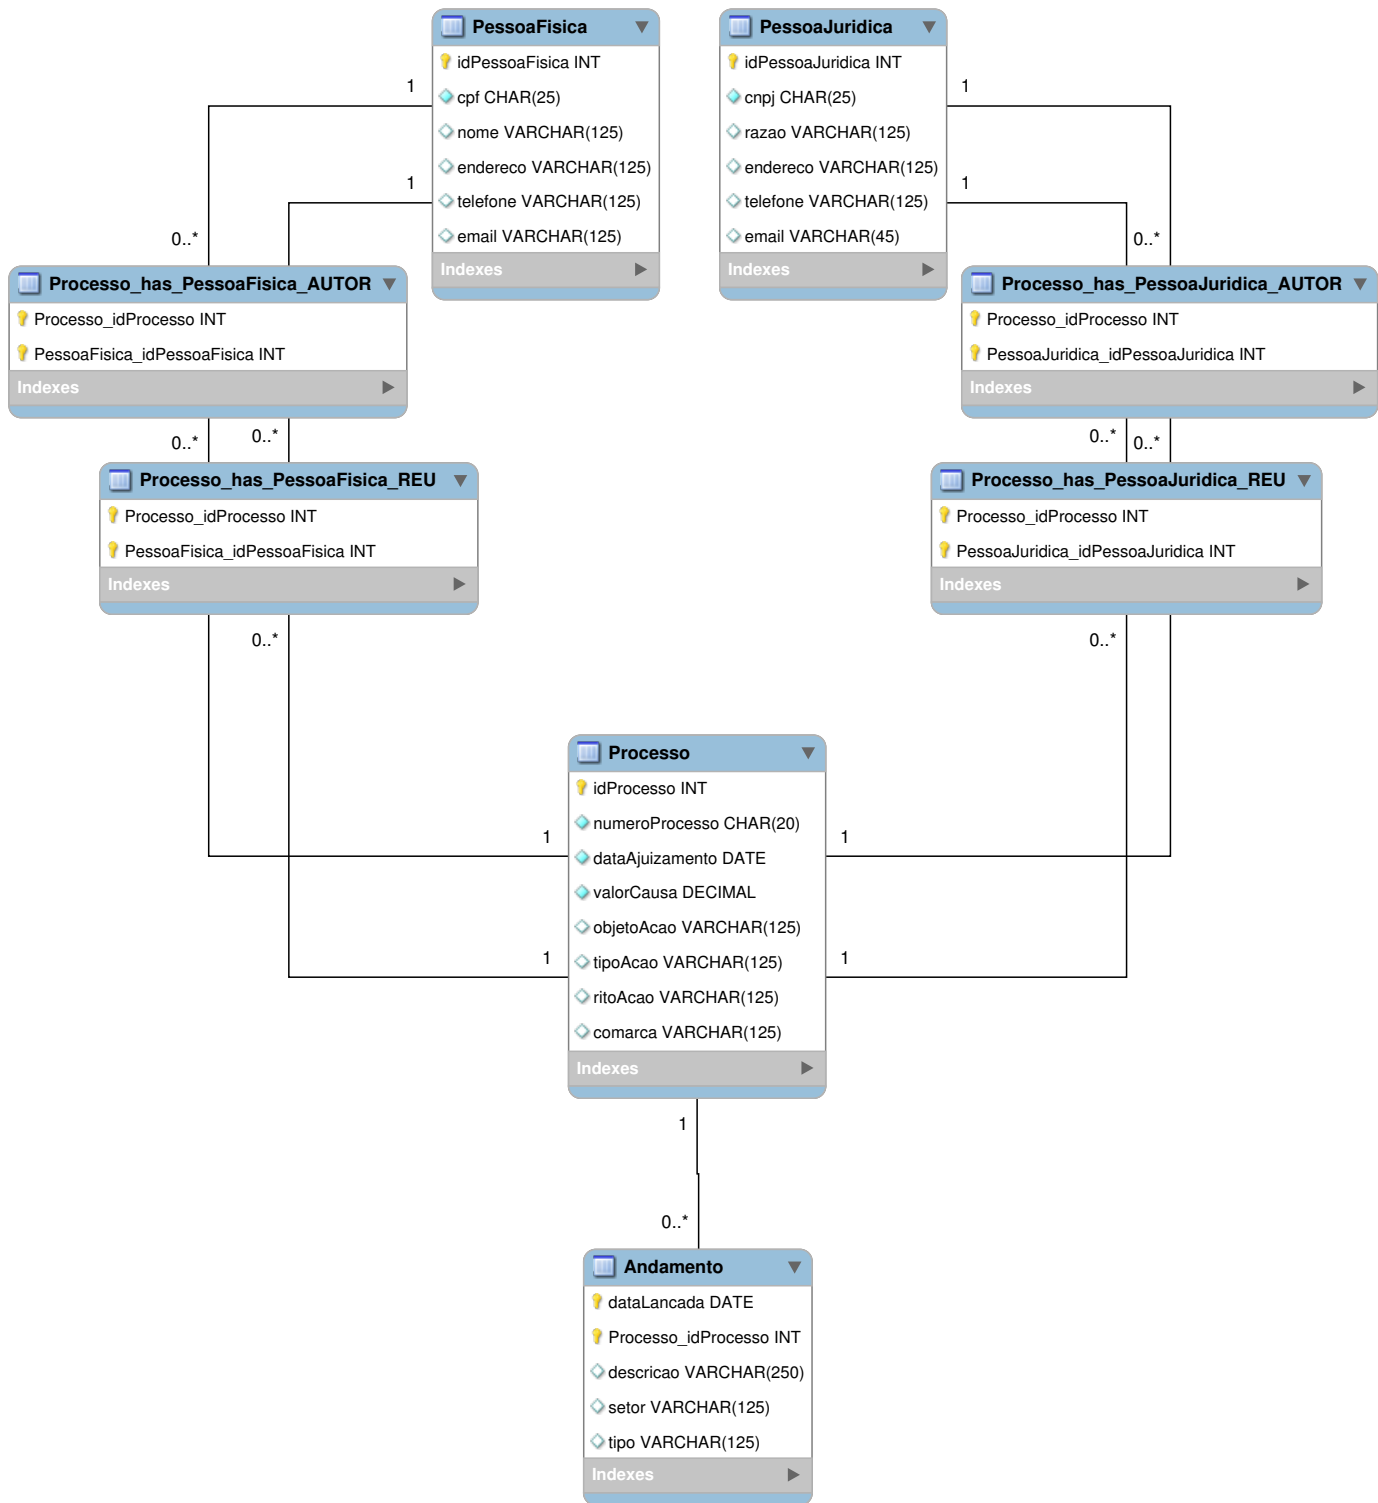 PessoaFisica
idPessoaFisica INT
cpf CHAR(25)
nome VARCHAR(125)
endereco VARCHAR(125)
telefone VARCHAR(125)
email VARCHAR(125)
Indexes
PessoaJuridica
idPessoaJuridica INT
cnpj CHAR(25)
razao VARCHAR(125)
endereco VARCHAR(125)
telefone VARCHAR(125)
email VARCHAR(45)
Indexes
1
1
0..*
1
1
0..*
Processo_has_PessoaFisica_AUTOR
Processo_idProcesso INT
PessoaFisica_idPessoaFisica INT
Indexes
Processo_has_PessoaJuridica_AUTOR
Processo_idProcesso INT
PessoaJuridica_idPessoaJuridica INT
Indexes
0..*
0..*
0..*
0..*
Processo_has_PessoaFisica_REU
Processo_idProcesso INT
PessoaFisica_idPessoaFisica INT
Indexes
Processo_has_PessoaJuridica_REU
Processo_idProcesso INT
PessoaJuridica_idPessoaJuridica INT
Indexes
0..*
0..*
Processo
idProcesso INT
numeroProcesso CHAR(20)
dataAjuizamento DATE
valorCausa DECIMAL
objetoAcao VARCHAR(125)
tipoAcao VARCHAR(125)
ritoAcao VARCHAR(125)
comarca VARCHAR(125)
Indexes
1
1
1
1
1
0..*
Andamento
dataLancada DATE
Processo_idProcesso INT
descricao VARCHAR(250)
setor VARCHAR(125)
tipo VARCHAR(125)
Indexes